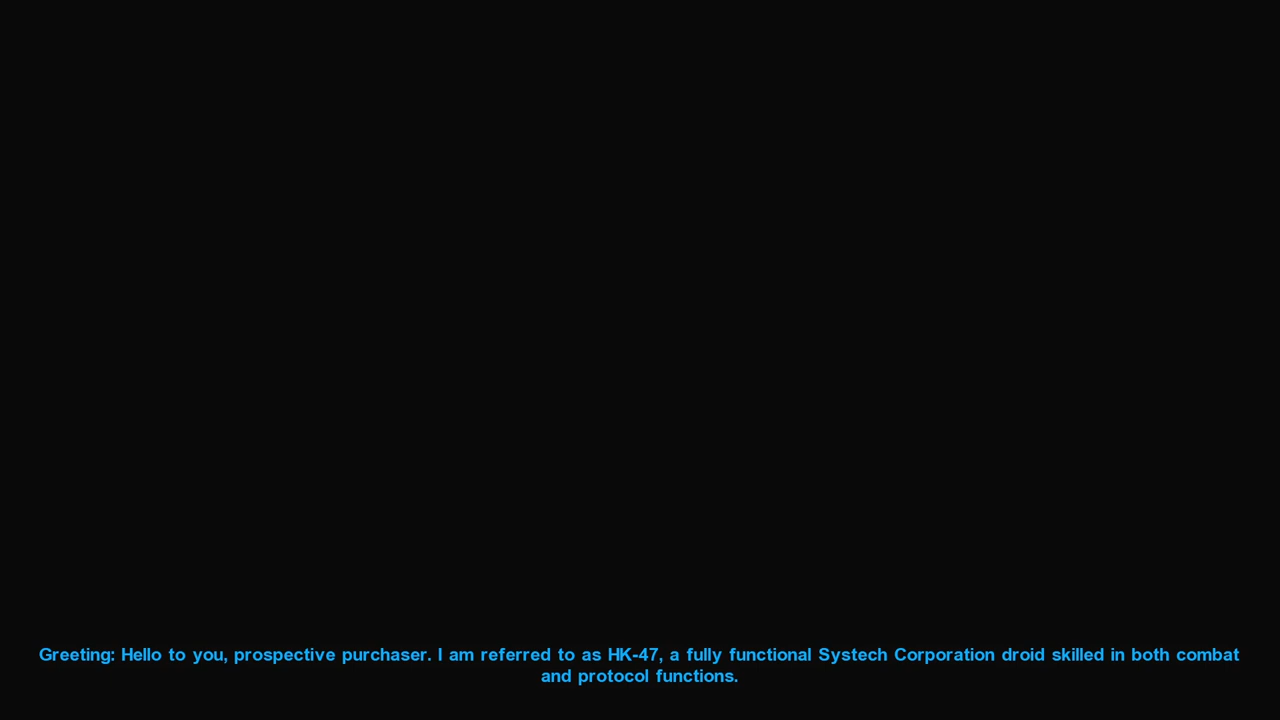 Greeting: Hello to you, prospective purchaser. I am referred to as HK-47, a fully functional Systech Corporation droid skilled in both combat
and protocol functions.